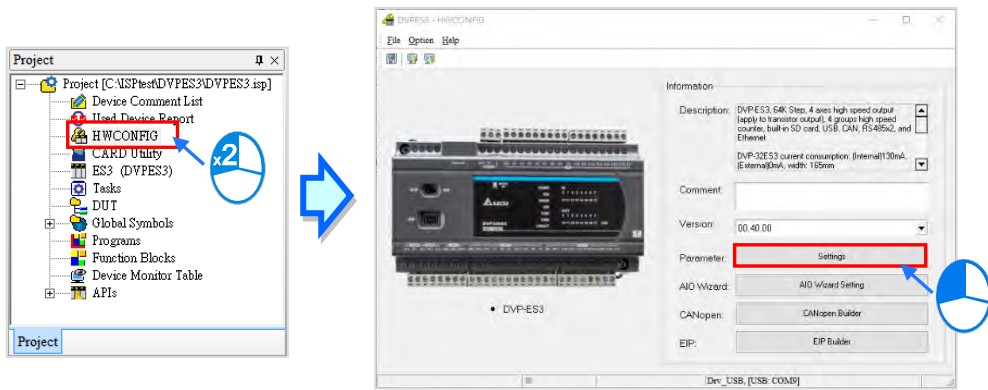 Project
Project [C:\ISPtest\DVPES3\DVPES3.isp]
Device Comment List
Used Device Report
HWCONFIG
CARD Utility
ES3 (DVPES3)
Tasks
DUT
Global Symbols
Programs
Function Blocks
Device Monitor Table
APIs
Project
x2
DVPES3 - HWCONFIG
File Option Help
Information
Description:
DVP-ES3, 64K Step, 4 axes high speed output
(apply to transistor output), 4 groups high speed
counter, built-in SD card, USB, CAN, RS485x2, and
Ethernet
DVP-32ES3 current consumption: (Internal)130mA,
(External)0mA, width: 165mm
Comment:
Version:
00.40.00
Parameter:
Settings
AIO Wizard:
AIO Wizard Setting
CANopen:
CANopen Builder
EIP:
EIP Builder
DVP-ES3
Drv_USB, [USB: COM9]